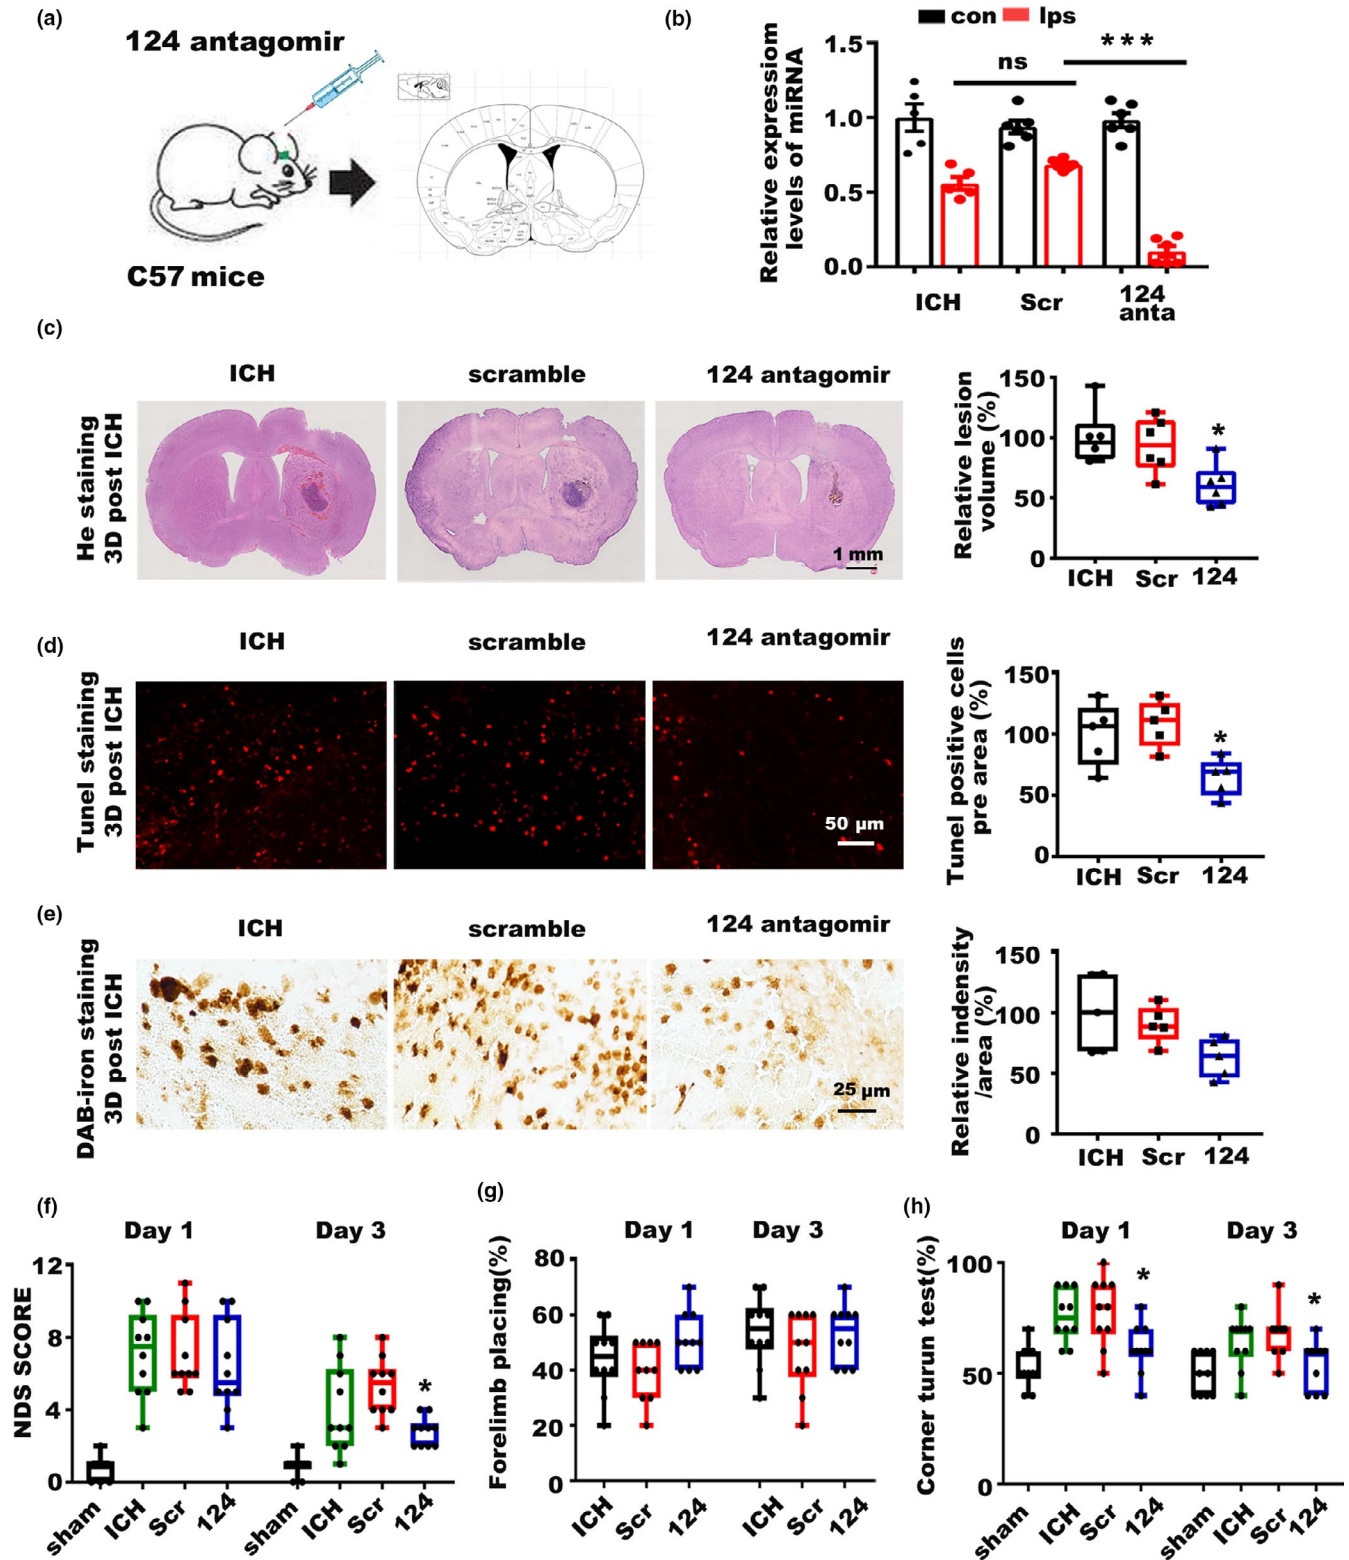 (a)
124 antagomir
C57 mice
(b)
con
lps
Relative expressiom
levels of miRNA
1.5
1.0
0.5
0.0
ns
***
ICH
Scr
124
anta
(c)
ICH
scramble
124 antagomir
He staining
3D post ICH
1 mm
Relative lesion
volume (%)
150
100
50
0
*
ICH
Scr
124
(d)
ICH
scramble
124 antagomir
Tunel staining
3D post ICH
50 μm
Tunel positive cells
pre area (%)
150
100
50
0
*
ICH
Scr
124
(e)
ICH
scramble
124 antagomir
DAB-iron staining
3D post ICH
25 μm
Relative indensity
/area (%)
150
100
50
0
ICH
Scr
124
(f)
Day 1
Day 3
NDS SCORE
12
8
4
0
*
sham
ICH
Scr
124
sham
ICH
Scr
124
(g)
Day 1
Day 3
Forelimb placing(%)
80
60
40
20
0
ICH
Scr
124
ICH
Scr
124
(h)
Day 1
Day 3
Corner turun test(%)
100
50
0
*
*
sham
ICH
Scr
124
sham
ICH
Scr
124